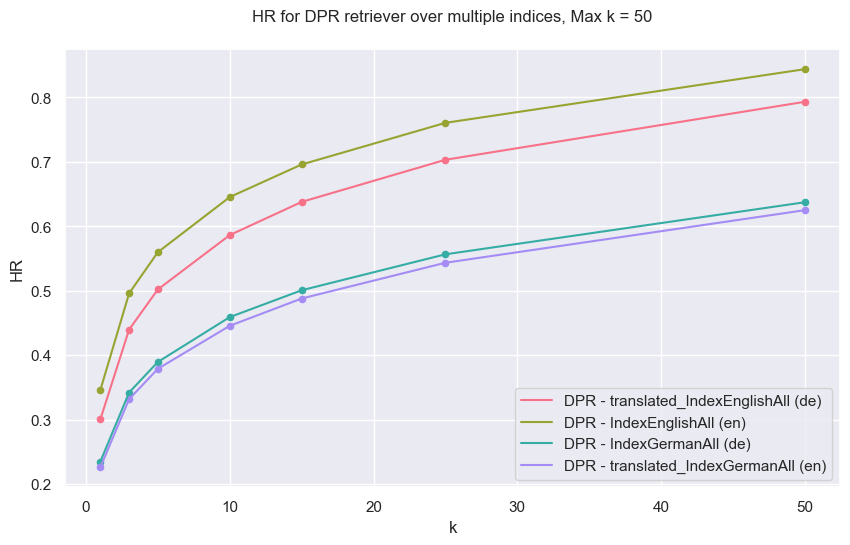 HR for DPR retriever over multiple indices, Max k = 50
HR
0.8
0.7
0.6
0.5
0.4
0.3
0.2
0
10
20
30
40
50
k
DPR - translated_IndexEnglishAll (de)
DPR - IndexEnglishAll (en)
DPR - IndexGermanAll (de)
DPR - translated_IndexGermanAll (en)